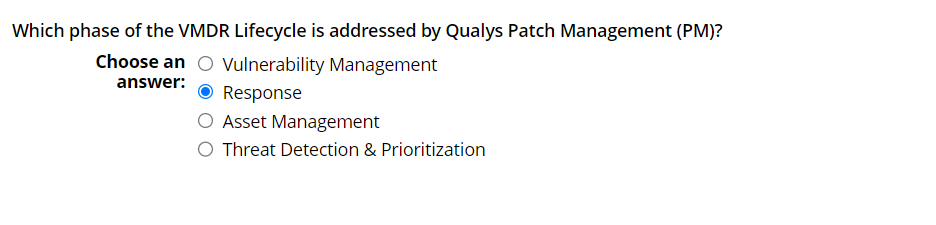 Which phase of the VMDR Lifecycle is addressed by Qualys Patch Management (PM)?
Choose an answer:
Vulnerability Management
Response
Asset Management
Threat Detection & Prioritization